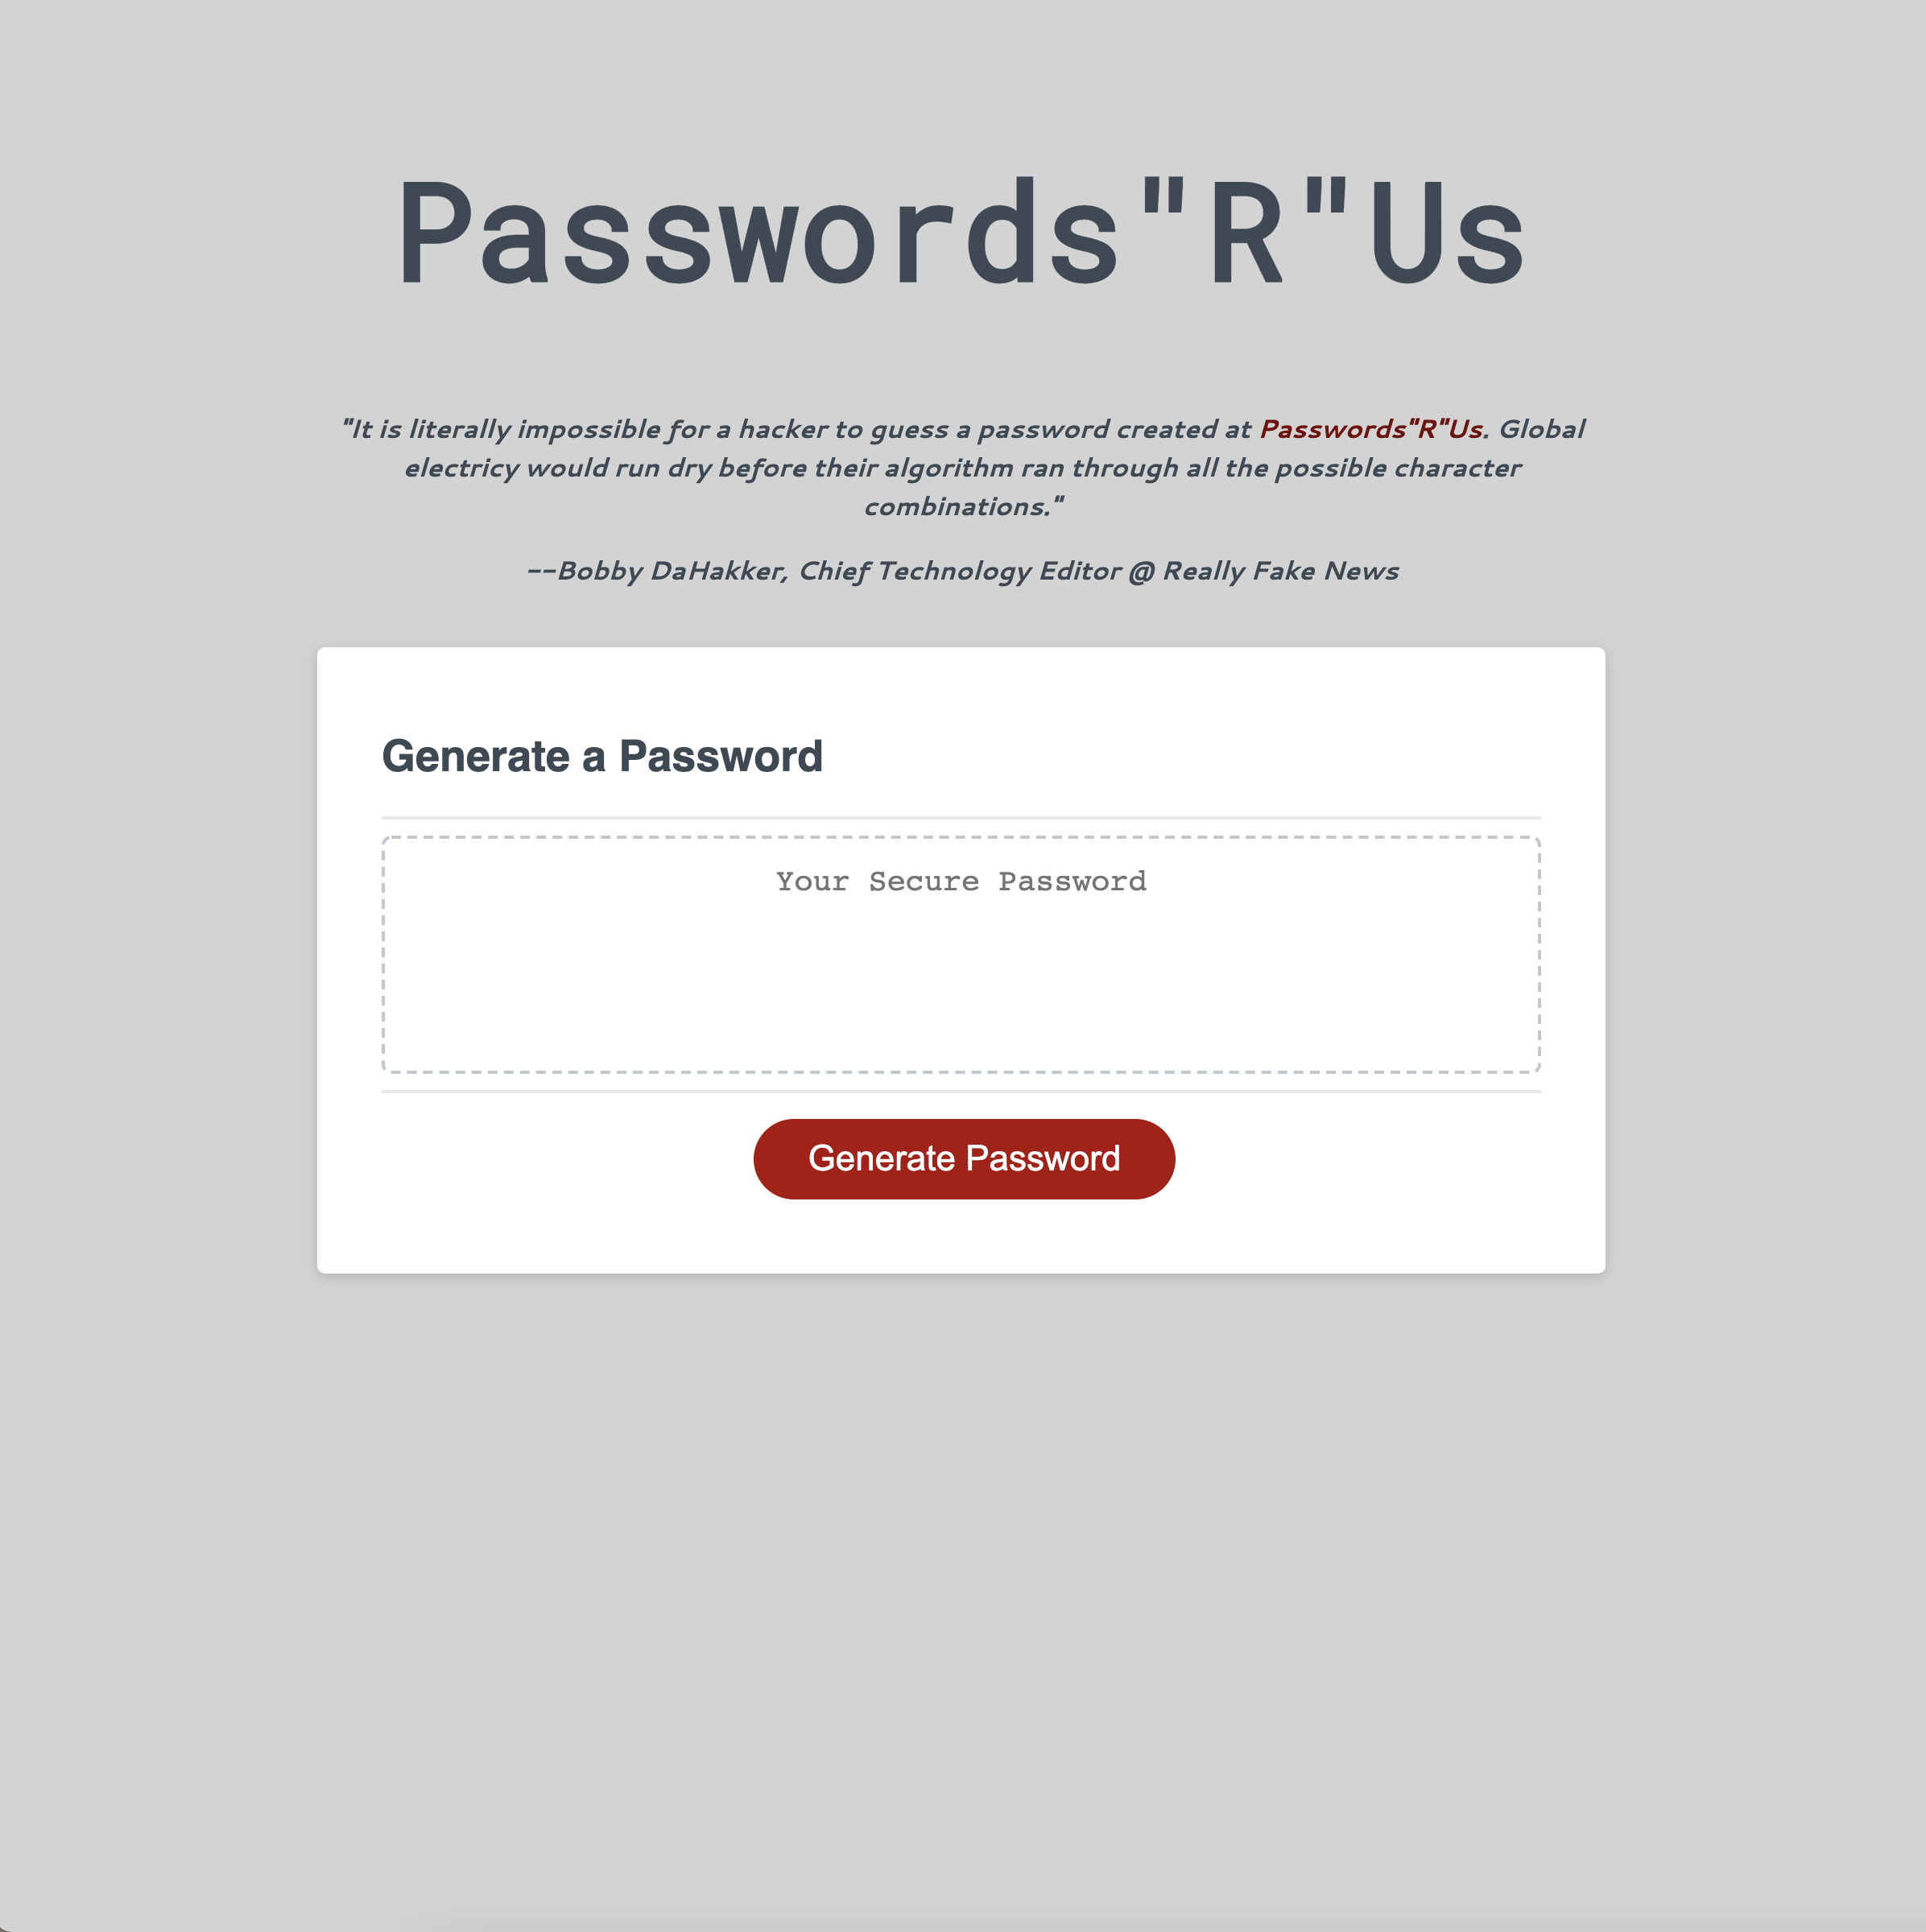 Passwords"R"Us
"It is literally impossible for a hacker to guess a password created at Passwords"R"Us. Global
electricy would run dry before their algorithm ran through all the possible character
combinations."
--Bobby DaHakker, Chief Technology Editor @ Really Fake News
Generate a Password
Your Secure Password
Generate Password